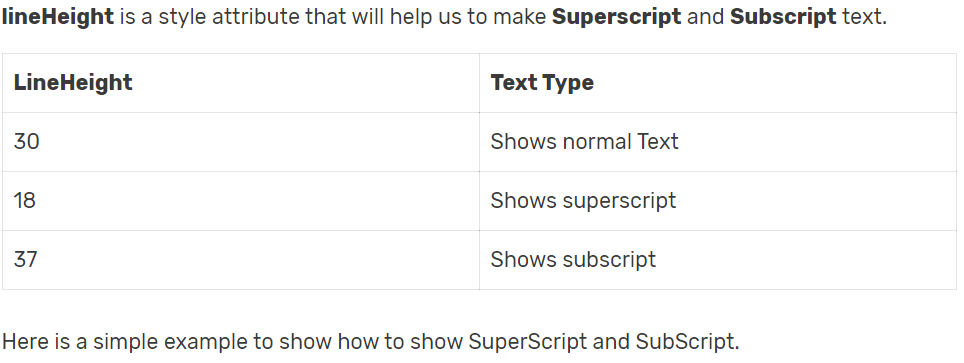 lineHeight is a style attribute that will help us to make Superscript and Subscript text.
LineHeight Text Type
30 Shows normal Text
18 Shows superscript
37 Shows subscript
Here is a simple example to show how to show SuperScript and SubScript.